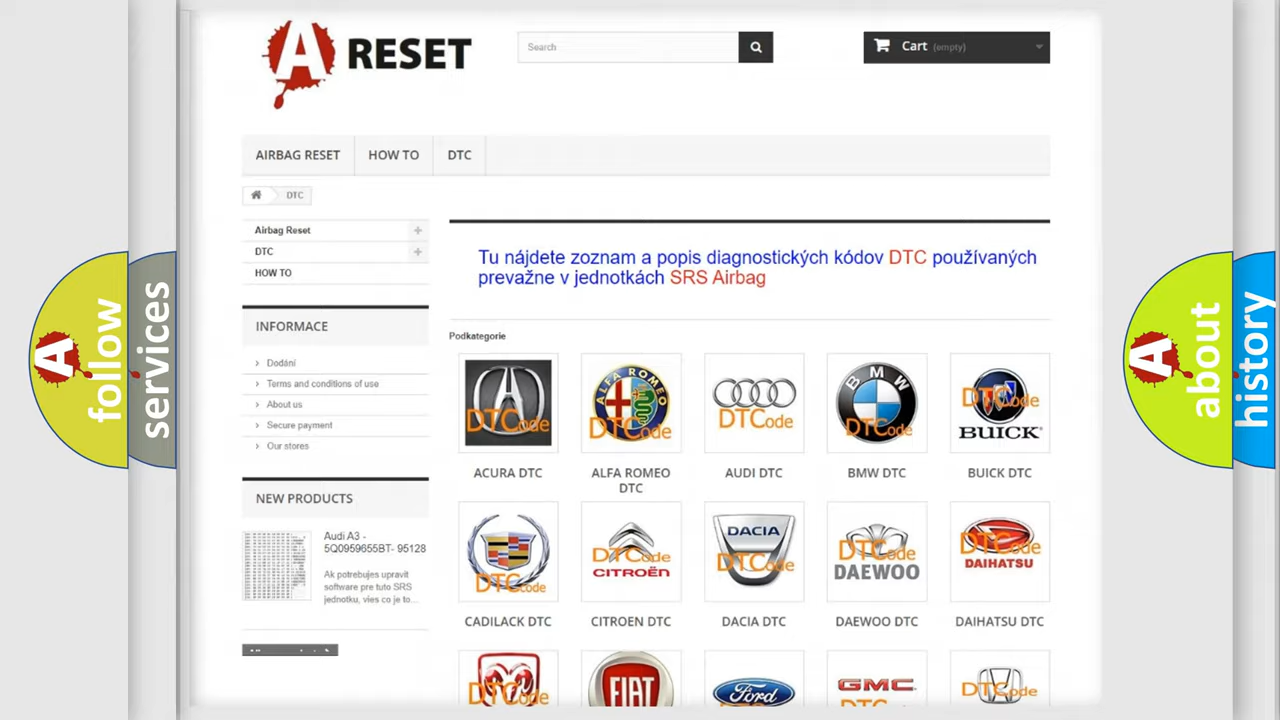 A RESET
Search
Cart (empty)
AIRBAG RESET
HOW TO
DTC
DTC
Airbag Reset
DTC
HOW TO
Tu nájdete zoznam a popis diagnostických kódov DTC používaných
prevažne v jednotkách SRS Airbag
INFORMACE
Dodání
Terms and conditions of use
About us
Secure payment
Our stores
NEW PRODUCTS
Audi A3 -
5Q0959655BT- 95128
Ak potrebujes upravit
software pre tuto SRS
jednotku, vies co je to...
Podkategorie
DTCode
ALFA ROMEO
DTCode
DTCode
BMW
DTCode
DTCode
BUICK
ACURA DTC
ALFA ROMEO
DTC
AUDI DTC
BMW DTC
BUICK DTC
DTCode
DTCode
CITROËN
DACIA
DTCode
DTCode
DAEWOO
DTCode
DAIHATSU
CADILACK DTC
CITROEN DTC
DACIA DTC
DAEWOO DTC
DAIHATSU DTC
DTCode
FIAT
Ford
GMC
DTCode
A follow
services
A about
history